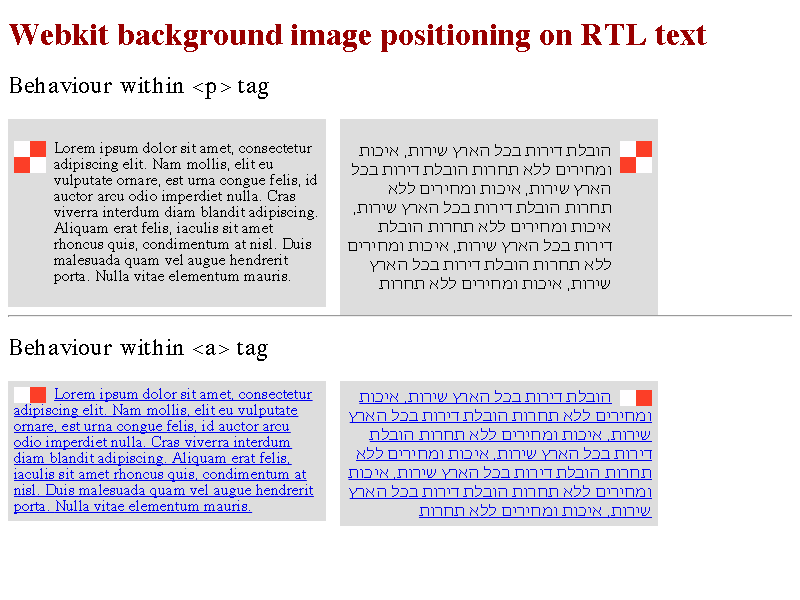 Webkit background image positioning on RTL text
Behaviour within <p> tag
Lorem ipsum dolor sit amet, consectetur
adipiscing elit. Nam mollis, elit eu
vulputate ornare, est urna congue felis, id
auctor arcu odio imperdiet nulla. Cras
viverra interdum diam blandit adipiscing.
Aliquam erat felis, iaculis sit amet
rhoncus quis, condimentum at nisl. Duis
malesuada quam vel augue hendrerit
porta. Nulla vitae elementum mauris.
הובלת דירות בכל הארץ שירות, איכות
ומחירים ללא תחרות הובלת דירות בכל
הארץ שירות, איכות ומחירים ללא
תחרות הובלת דירות בכל הארץ שירות,
איכות ומחירים ללא תחרות הובלת
דירות בכל הארץ שירות, איכות ומחירים
ללא תחרות הובלת דירות בכל הארץ
שירות, איכות ומחירים ללא תחרות
Behaviour within <a> tag
Lorem ipsum dolor sit amet, consectetur
adipiscing elit. Nam mollis, elit eu vulputate
ornare, est urna congue felis, id auctor arcu
odio imperdiet nulla. Cras viverra interdum
diam blandit adipiscing. Aliquam erat felis,
iaculis sit amet rhoncus quis, condimentum at
nisl. Duis malesuada quam vel augue hendrerit
porta. Nulla vitae elementum mauris.
הובלת דירות בכל הארץ שירות, איכות
ומחירים ללא תחרות הובלת דירות בכל הארץ
שירות, איכות ומחירים ללא תחרות הובלת
דירות בכל הארץ שירות, איכות ומחירים ללא
תחרות הובלת דירות בכל הארץ שירות, איכות
ומחירים ללא תחרות הובלת דירות בכל הארץ
שירות, איכות ומחירים ללא תחרות